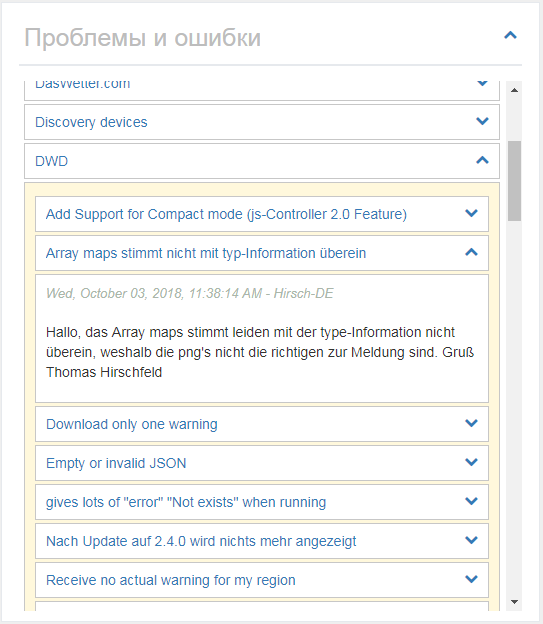 Проблемы и ошибки
DasWetter.com
Discovery devices
DWD
Add Support for Compact mode (js-Controller 2.0 Feature)
Array maps stimmt nicht mit typ-Information überein
Wed, October 03, 2018, 11:38:14 AM - Hirsch-DE
Hallo, das Array maps stimmt leiden mit der type-Information nicht
überein, weshalb die png's nicht die richtigen zur Meldung sind. Gruß
Thomas Hirschfeld
Download only one warning
Empty or invalid JSON
gives lots of "error" "Not exists" when running
Nach Update auf 2.4.0 wird nichts mehr angezeigt
Receive no actual warning for my region